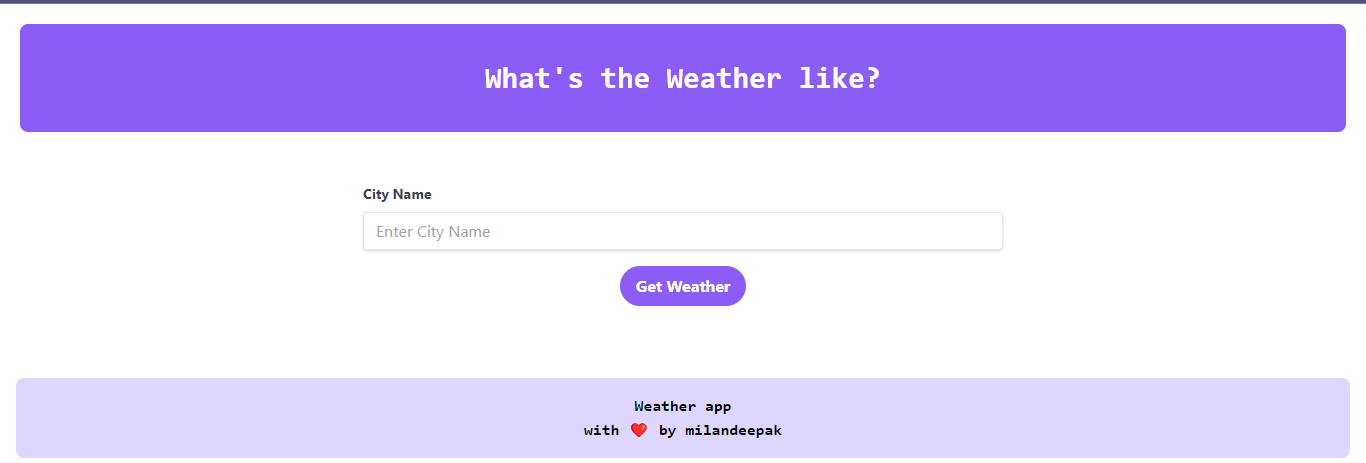 What's the Weather like?
City Name
Enter City Name
Get Weather
Weather app
with ❤️ by milandeepak